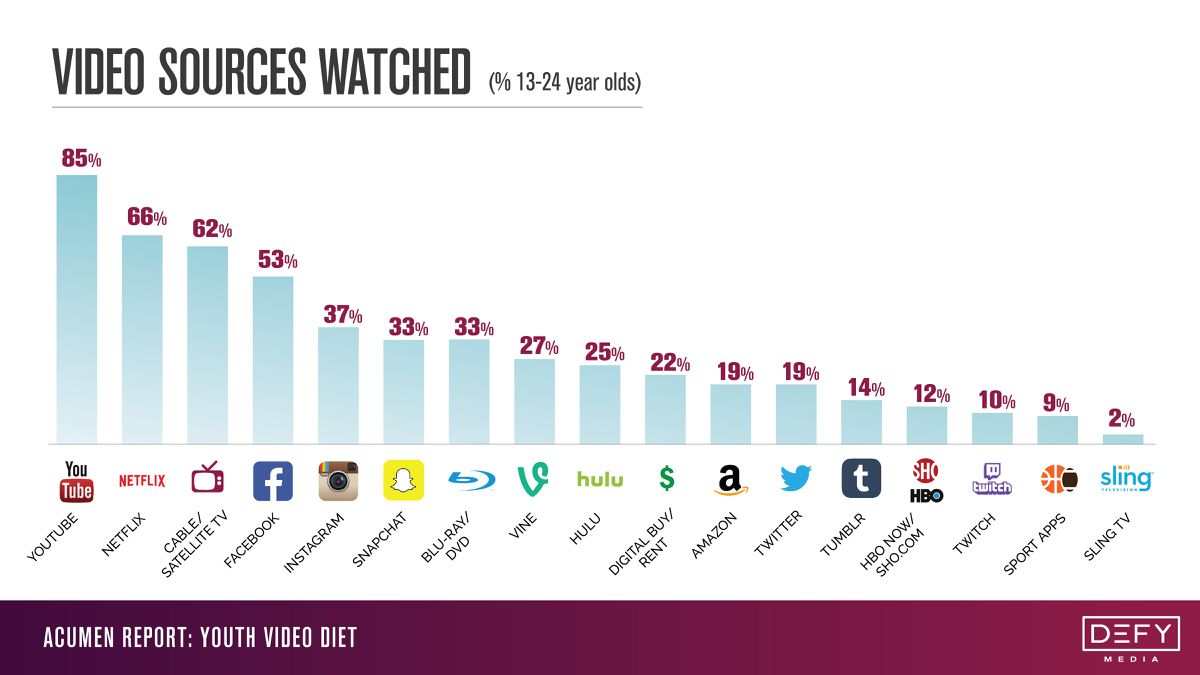 VIDEO SOURCES WATCHED (% 13-24 year olds)
85%
66%
62%
53%
37%
33%
33%
27%
25%
22%
19%
19%
14%
12%
10%
9%
2%
You
Tube
NETFLIX
hulu
$
a
t
SHO
HBO
twitch
sling
TELEVISION
YOUTUBE
NETFLIX
CABLE/
SATELLITE TV
FACEBOOK
INSTAGRAM
SNAPCHAT
BLU-RAY/
DVD
VINE
HULU
DIGITAL BUY/
RENT
AMAZON
TWITTER
TUMBLR
HBO NOW/
SHO.COM
TWITCH
SPORT APPS
SLING TV
ACUMEN REPORT: YOUTH VIDEO DIET
DEFY
MEDIA